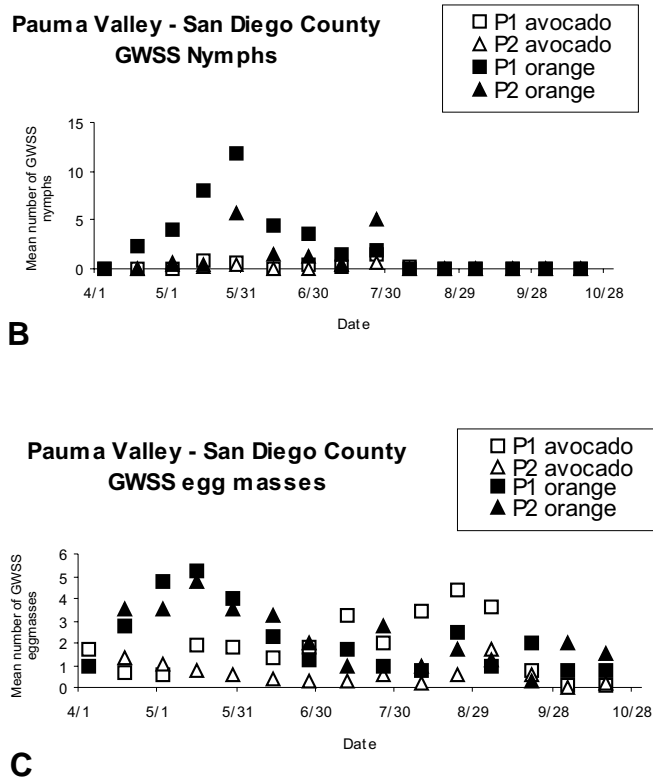 Pauma Valley - San Diego County
GWSS Nymphs
P1 avocado
P2 avocado
P1 orange
P2 orange
Mean number of GWSS
nymphs
15
10
5
0
4/1 5/1 5/31 6/30 7/30 8/29 9/28 10/28
Date
B
Pauma Valley - San Diego County
GWSS egg masses
P1 avocado
P2 avocado
P1 orange
P2 orange
Mean number of GWSS
eggmasses
6
5
4
3
2
1
0
4/1 5/1 5/31 6/30 7/30 8/29 9/28 10/28
Date
C